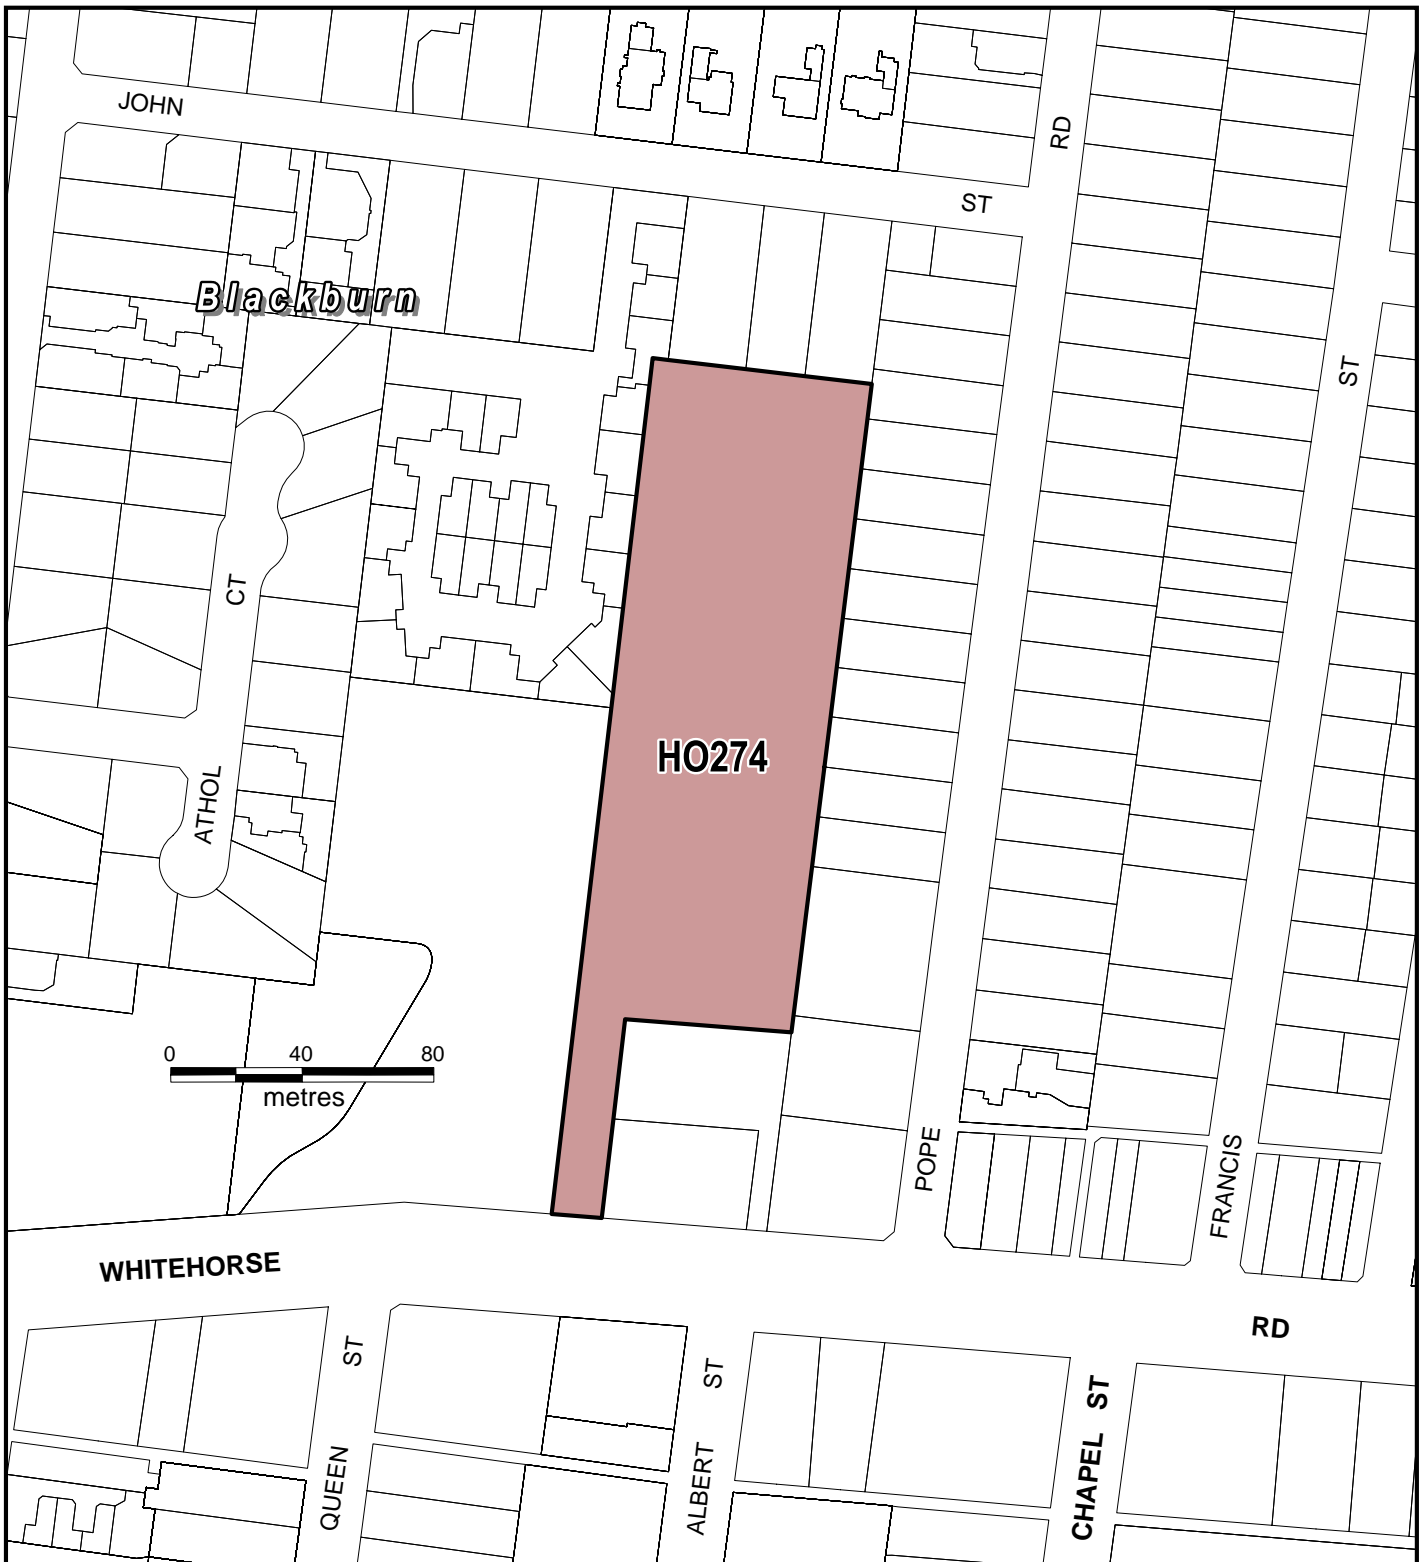 JOHN
ST
RD
ST
Blackburn
CT
ATHOL
HO274
0 40 80
metres
POPE
FRANCIS
WHITEHORSE
RD
ST
QUEEN
ST
ALBERT
CHAPEL ST